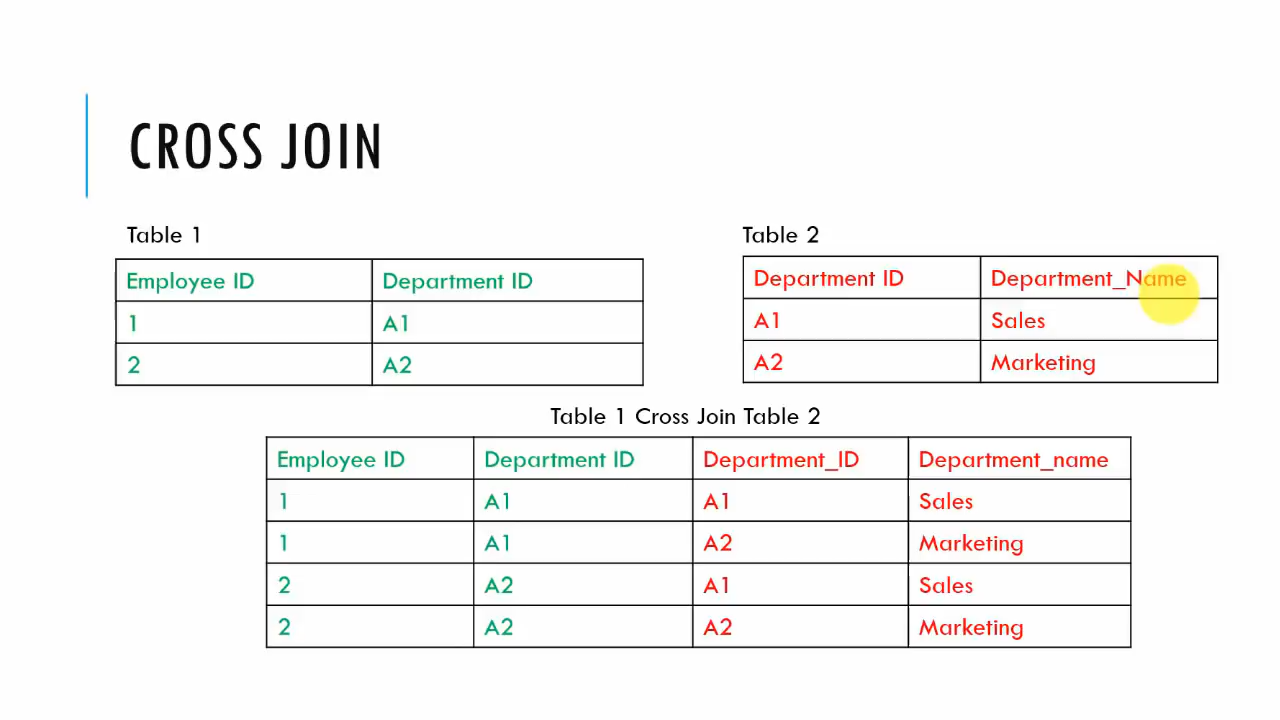 CROSS JOIN
Table 1
Employee ID Department ID
1 A1
2 A2
Table 2
Department ID Department_Name
A1 Sales
A2 Marketing
Table 1 Cross Join Table 2
Employee ID Department ID Department_ID Department_name
1 A1 A1 Sales
1 A1 A2 Marketing
2 A2 A1 Sales
2 A2 A2 Marketing